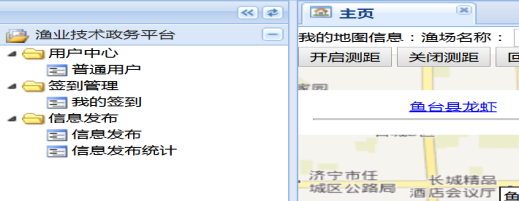 渔业技术政务平台
用户中心
普通用户
签到管理
我的签到
信息发布
信息发布
信息发布统计
主页
我的地图信息：渔场名称：
开启测距 关闭测距
鱼台县龙虾
济宁市任
城区公路局
长城精品
酒店会议厅